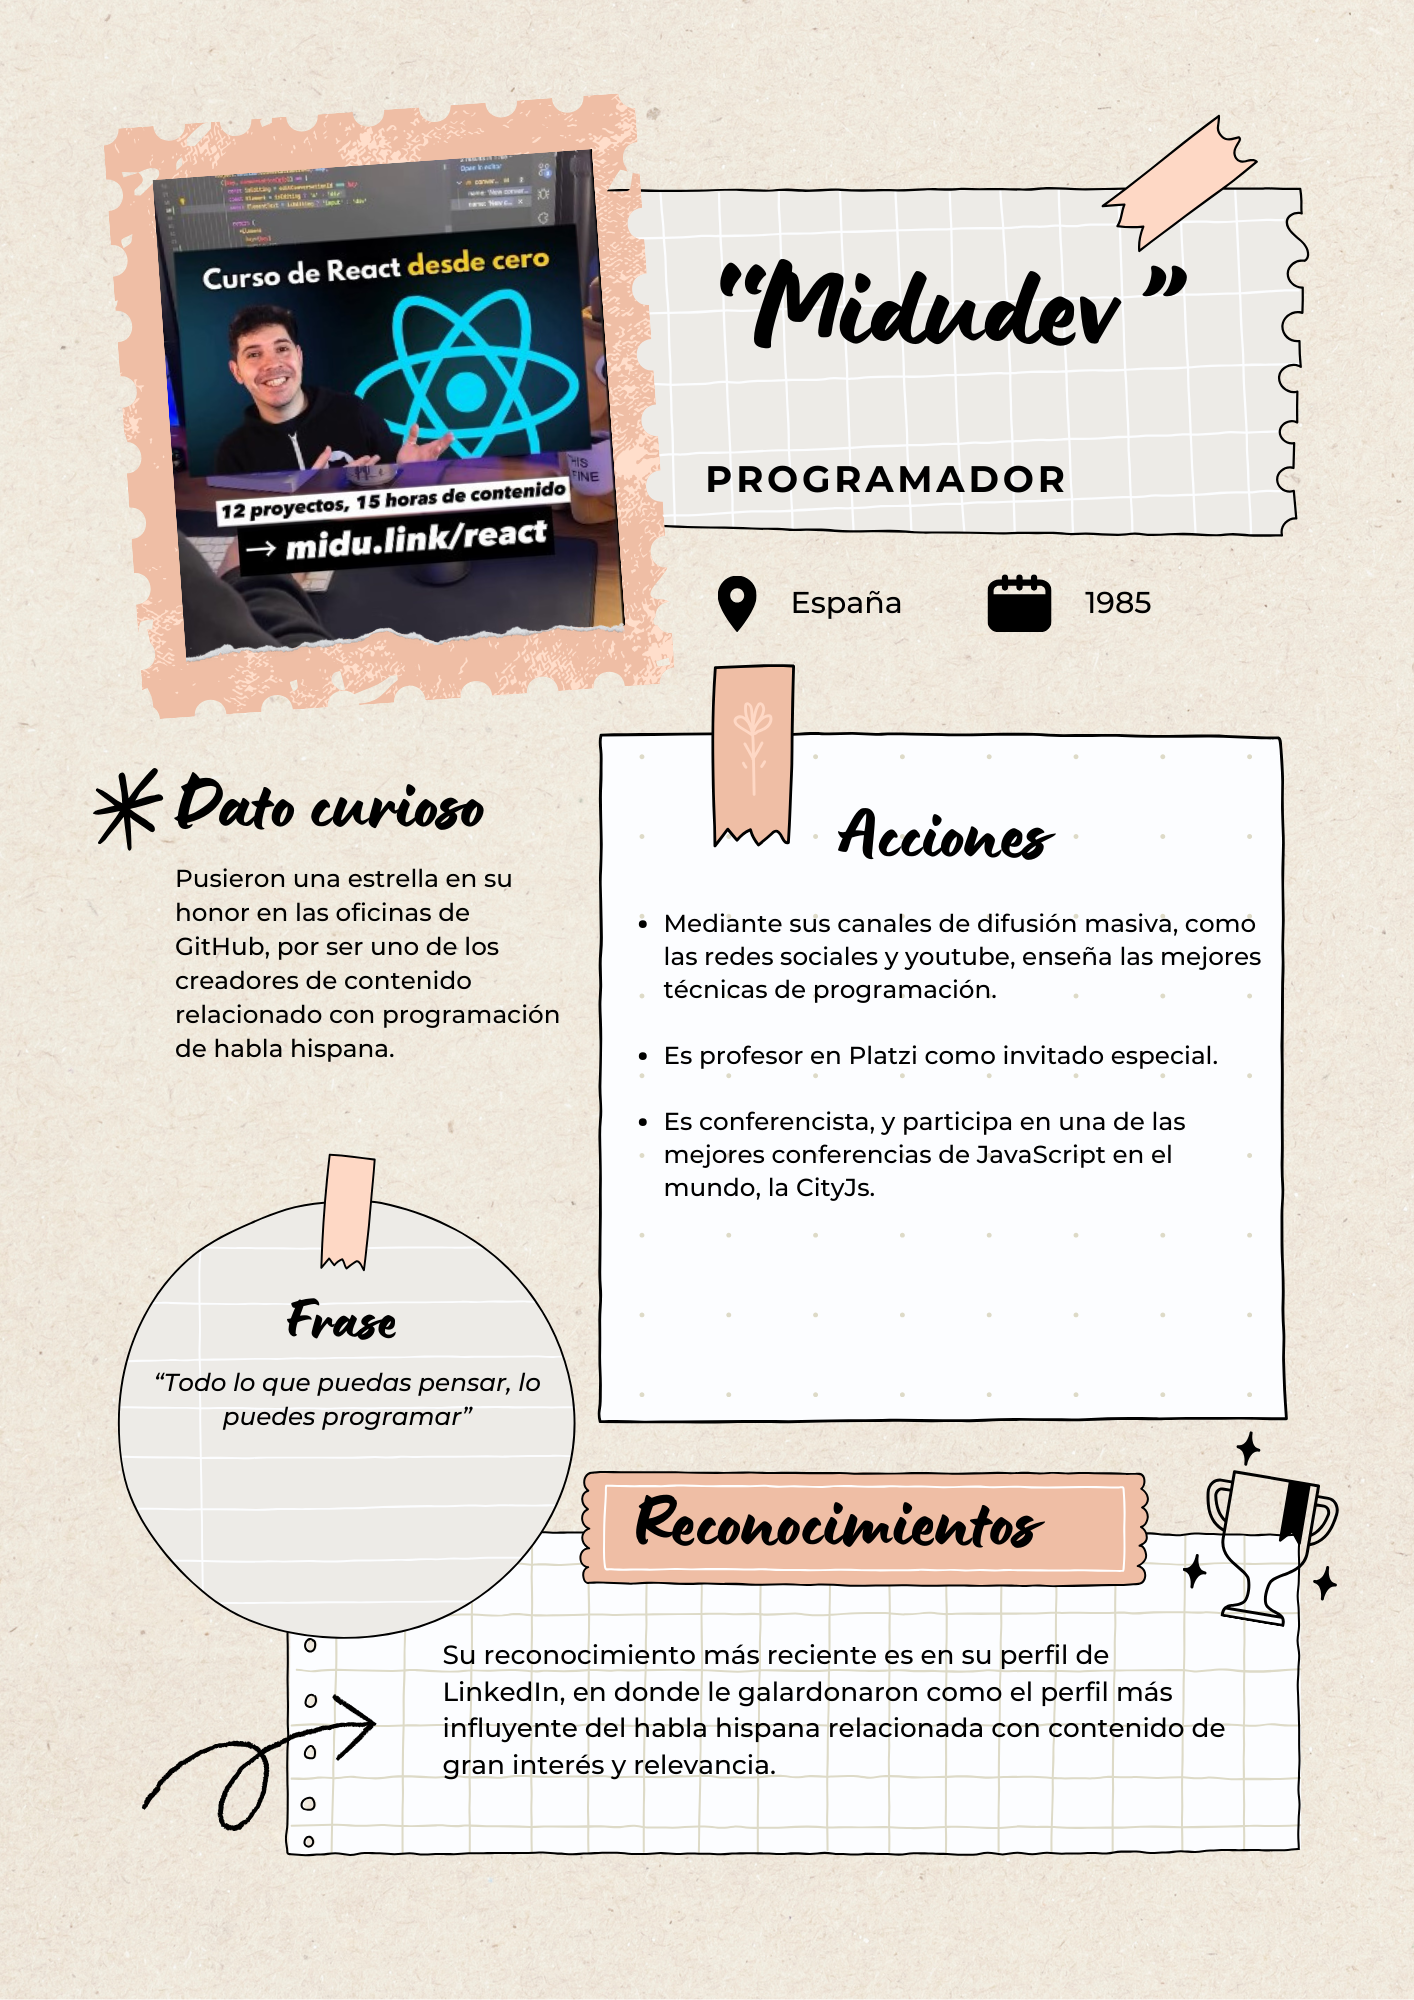 Curso de React desde cero
12 proyectos, 15 horas de contenido
→ midu.link/react
“Midudev”
PROGRAMADOR
España
1985
Dato curioso
Pusieron una estrella en su
honor en las oficinas de
GitHub, por ser uno de los
creadores de contenido
relacionado con programación
de habla hispana.
Acciones
• Mediante sus canales de difusión masiva, como
las redes sociales y youtube, enseña las mejores
técnicas de programación.
• Es profesor en Platzi como invitado especial.
• Es conferencista, y participa en una de las
mejores conferencias de JavaScript en el
mundo, la CityJs.
Frase
“Todo lo que puedas pensar, lo
puedes programar”
Reconocimientos
Su reconocimiento más reciente es en su perfil de
LinkedIn, en donde le galardonaron como el perfil más
influyente del habla hispana relacionada con contenido de
gran interés y relevancia.